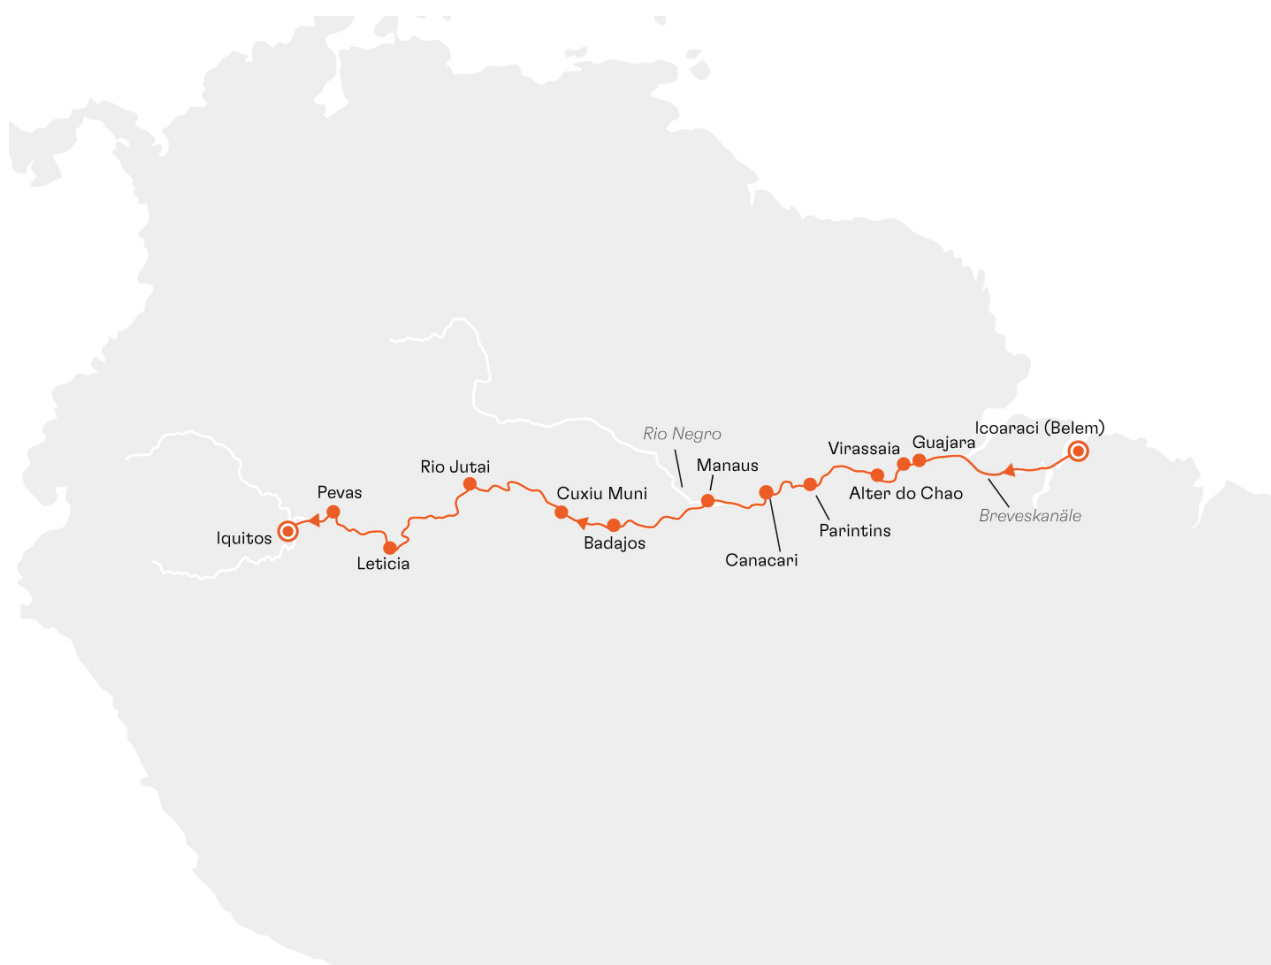 Icoaraci (Belem)
Rio Negro
Virassaia
Guajara
Manaus
Rio Jutai
Pevas
Cuxiu Muni
Alter do Chao
Breveskanäle
Parintins
Iquitos
Badajos
Canacari
Leticia